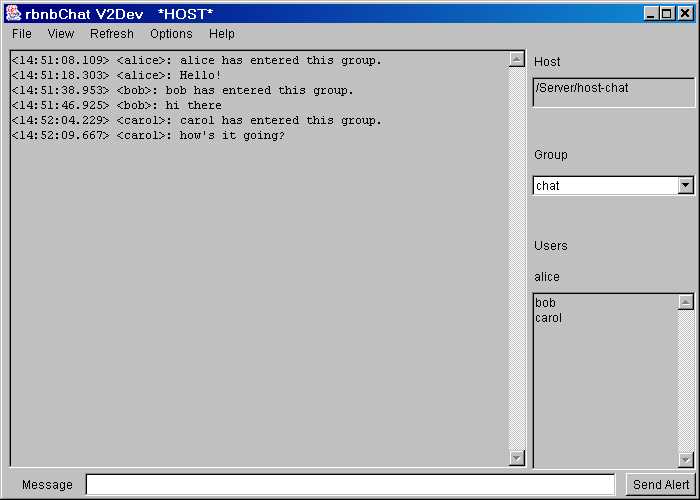 rbnbChat V2Dev *HOST*
File View Refresh Options Help
<14:51:08.109> <alice>: alice has entered this group.
<14:51:18.303> <alice>: Hello!
<14:51:38.953> <bob>: bob has entered this group.
<14:51:46.925> <bob>: hi there
<14:52:04.229> <carol>: carol has entered this group.
<14:52:09.667> <carol>: how's it going?
Host
/Server/host-chat
Group
chat
Users
alice
bob
carol
Message
Send Alert